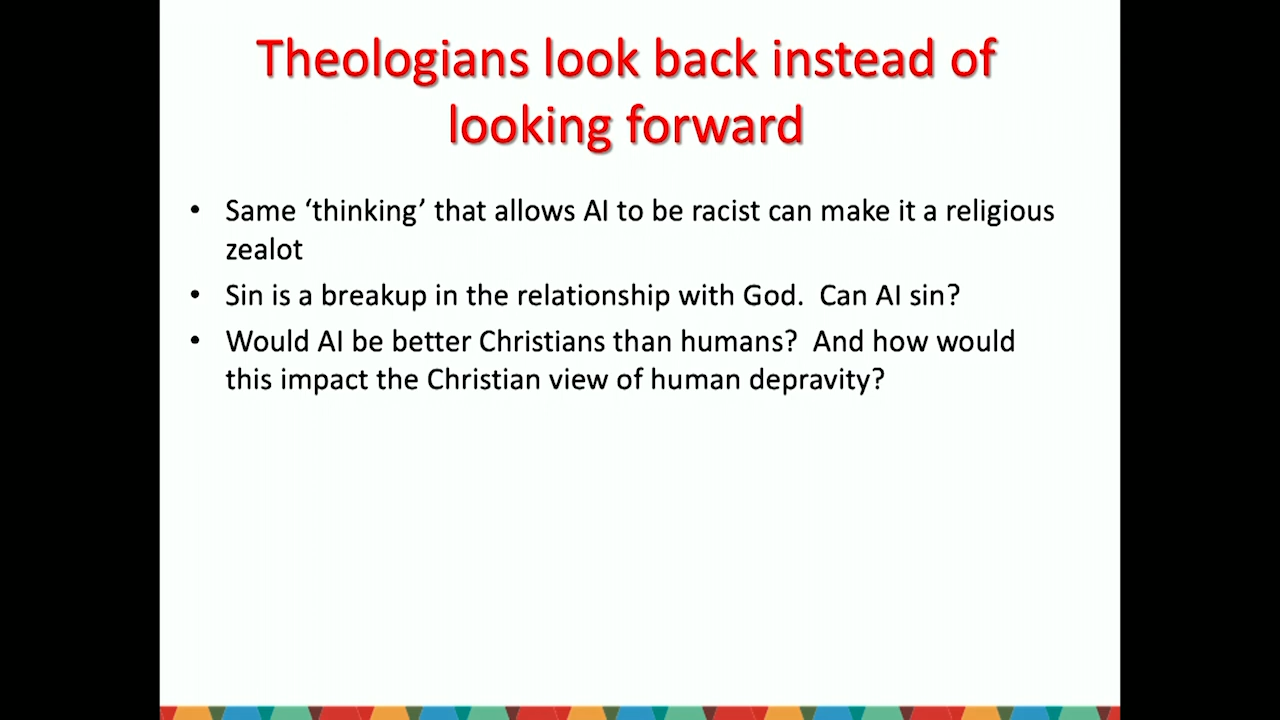 Theologians look back instead of
looking forward
• Same ‘thinking’ that allows AI to be racist can make it a religious
zealot
• Sin is a breakup in the relationship with God.  Can AI sin?
• Would AI be better Christians than humans?  And how would
this impact the Christian view of human depravity?